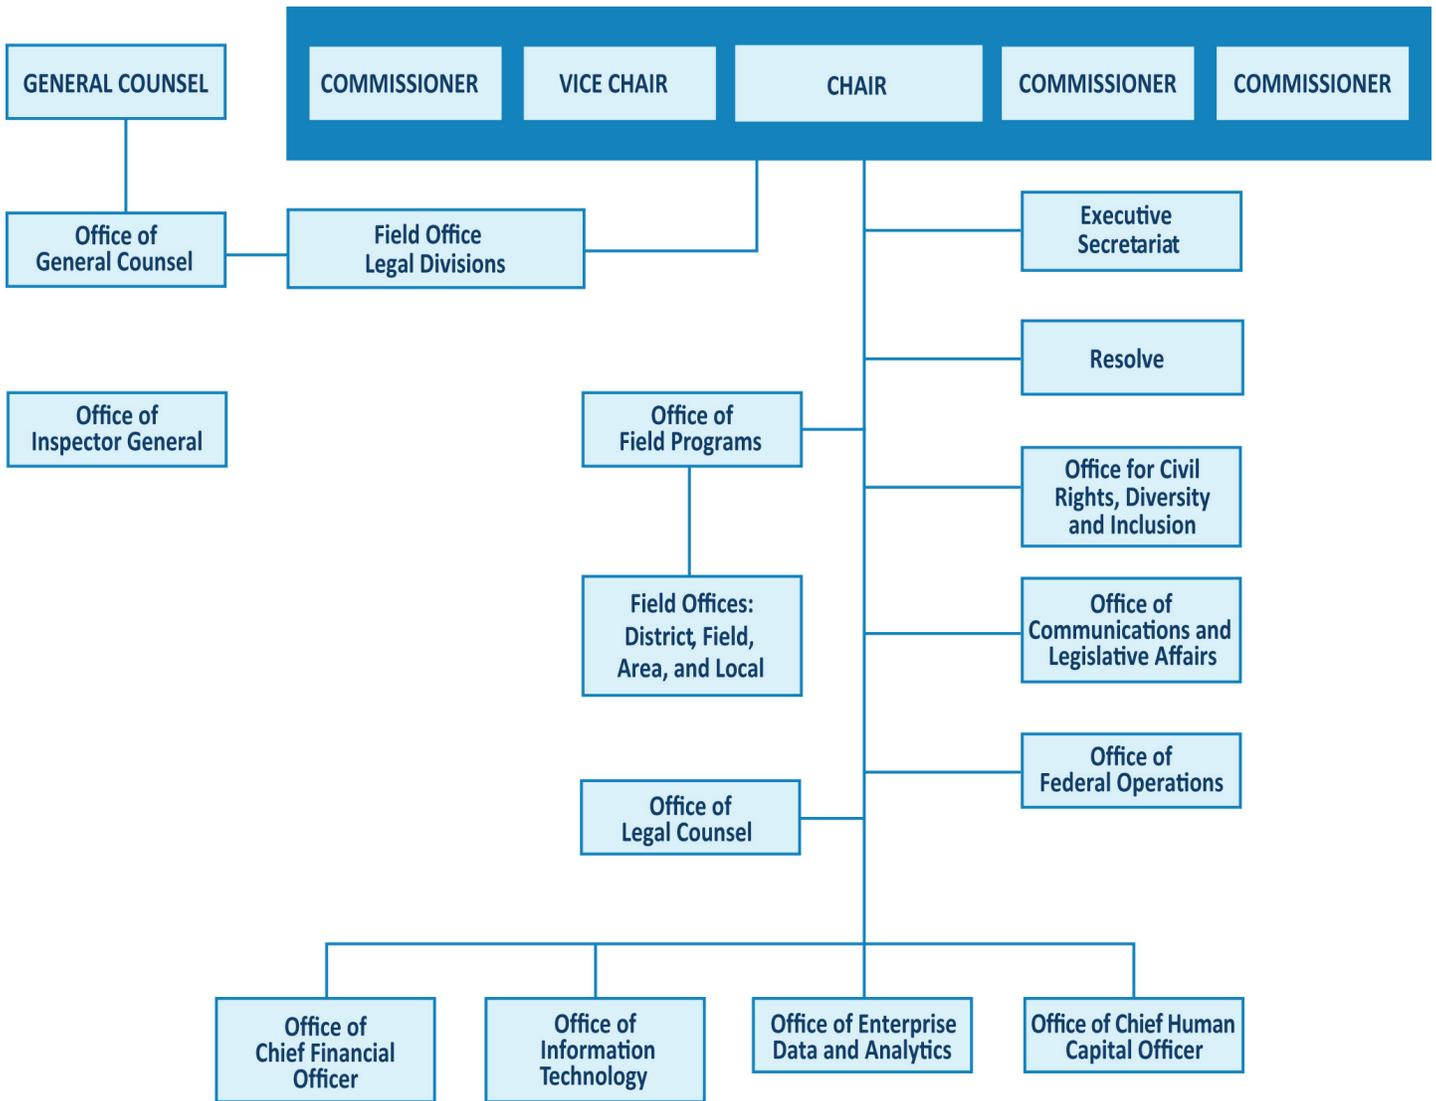 GENERAL COUNSEL
COMMISSIONER
VICE CHAIR
CHAIR
COMMISSIONER
COMMISSIONER
Office of
General Counsel
Field Office
Legal Divisions
Executive
Secretariat
Resolve
Office of
Inspector General
Office of
Field Programs
Office for Civil
Rights, Diversity
and Inclusion
Field Offices:
District, Field,
Area, and Local
Office of
Communications and
Legislative Affairs
Office of
Federal Operations
Office of
Legal Counsel
Office of
Chief Financial
Officer
Office of
Information
Technology
Office of Enterprise
Data and Analytics
Office of Chief Human
Capital Officer